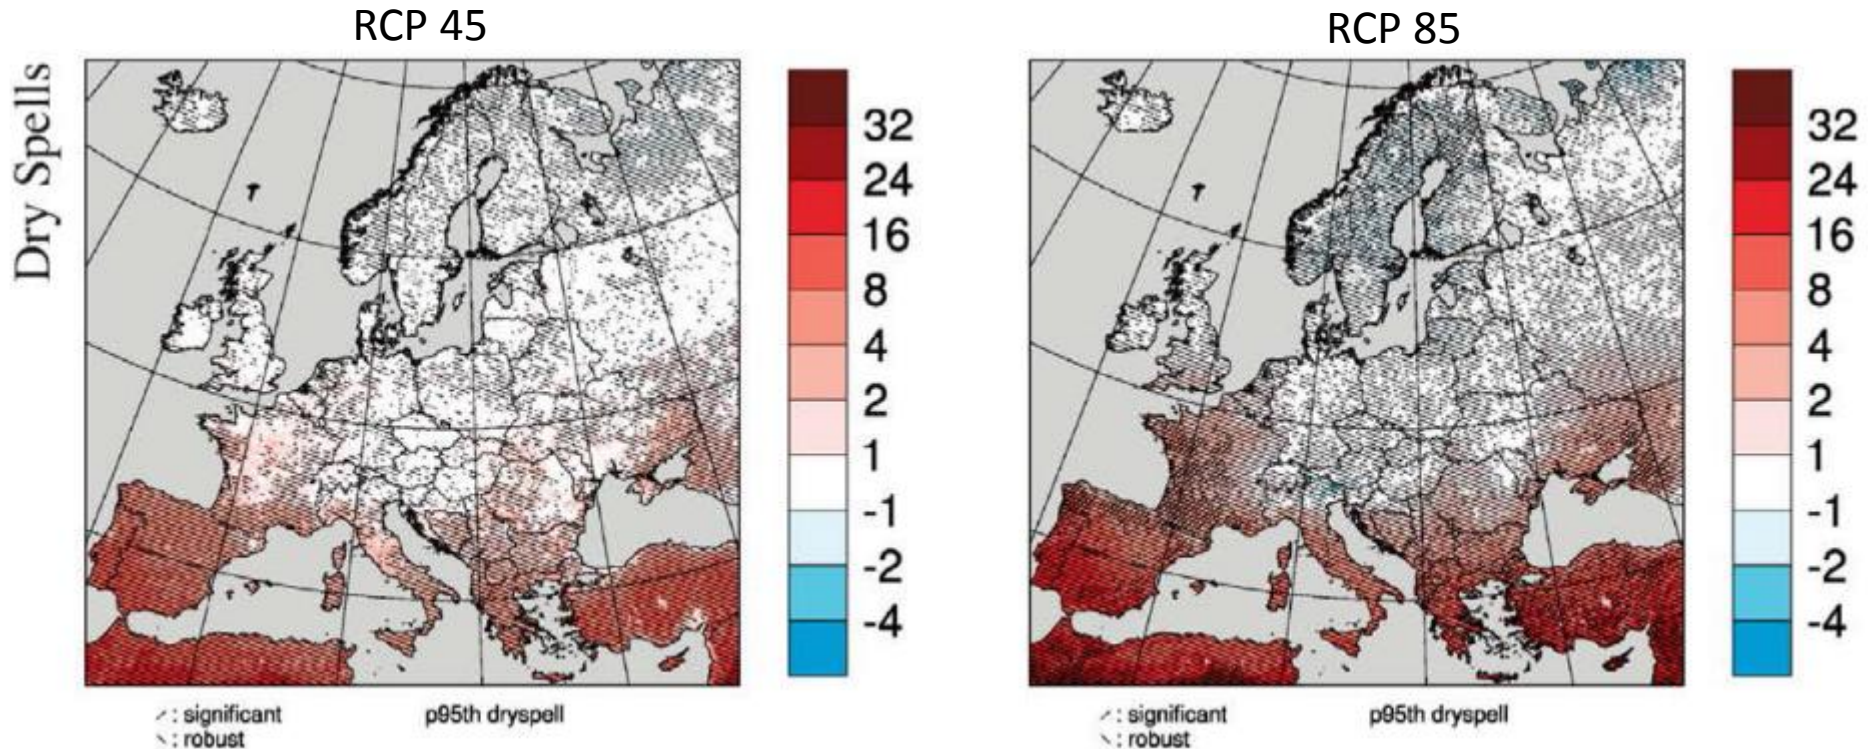 RCP 45
RCP 85
Dry Spells
32
24
16
8
4
2
1
-1
-2
-4
32
24
16
8
4
2
1
-1
-2
-4
⸝: significant
p95th dryspell
⸜: robust
⸝: significant
p95th dryspell
⸜: robust